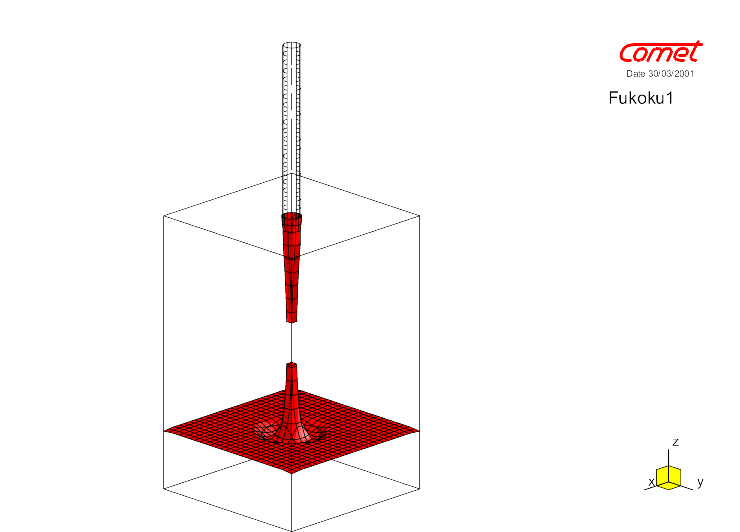 Comet
Date 30/03/2001
Fukoku1
z
x
y